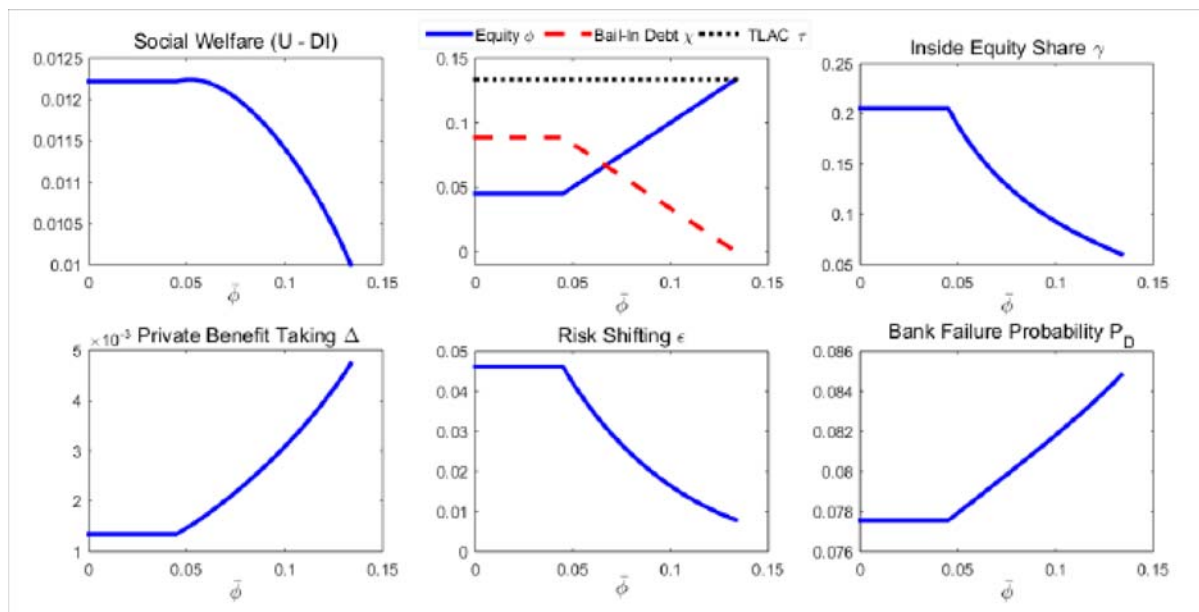 Social Welfare (U - DI)
0.0125
0.012
0.0115
0.011
0.0105
0.01
0 0.05 0.1 0.15
ϕ̄
Equity ϕ Bail-In Debt χ TLAC τ
0.15
0.1
0.05
0
0 0.05 0.1 0.15
ϕ̄
Inside Equity Share γ
0.25
0.2
0.15
0.1
0.05
0 0.05 0.1 0.15
ϕ̄
×10⁻³ Private Benefit Taking Δ
5
4
3
2
1
0 0.05 0.1 0.15
ϕ̄
Risk Shifting ϵ
0.05
0.04
0.03
0.02
0.01
0
0 0.05 0.1 0.15
ϕ̄
Bank Failure Probability P_D
0.086
0.084
0.082
0.08
0.078
0.076
0 0.05 0.1 0.15
ϕ̄